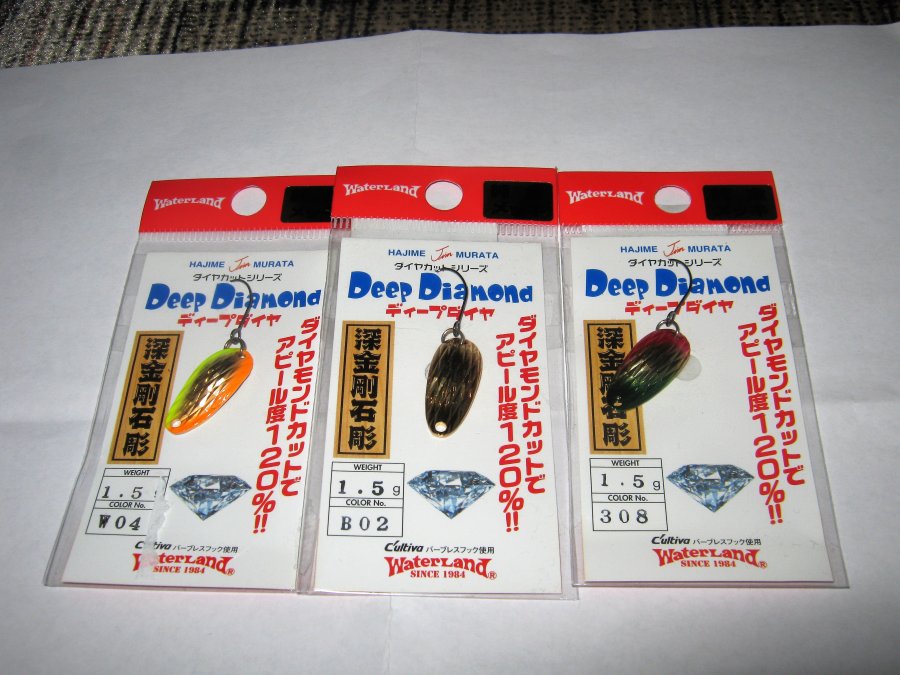 WATERLAND
HAJIME Jim MURATA
ダイヤカットシリーズ
Deep Diamond
ディープダイヤ
深金剛石彫
ダイヤモンドカットで
アピール度120%!!
WEIGHT
1.5g
COLOR No.
W04
C'ultiva バーブレスフック使用
WATERLAND®
SINCE 1984
WATERLAND
HAJIME Jim MURATA
ダイヤカットシリーズ
Deep Diamond
ディープダイヤ
深金剛石彫
ダイヤモンドカットで
アピール度120%!!
WEIGHT
1.5g
COLOR No.
B02
C'ultiva バーブレスフック使用
WATERLAND®
SINCE 1984
WATERLAND
HAJIME Jim MURATA
ダイヤカットシリーズ
Deep Diamond
ディープダイヤ
深金剛石彫
ダイヤモンドカットで
アピール度120%!!
WEIGHT
1.5g
COLOR No.
308
C'ultiva バーブレスフック使用
WATERLAND®
SINCE 1984